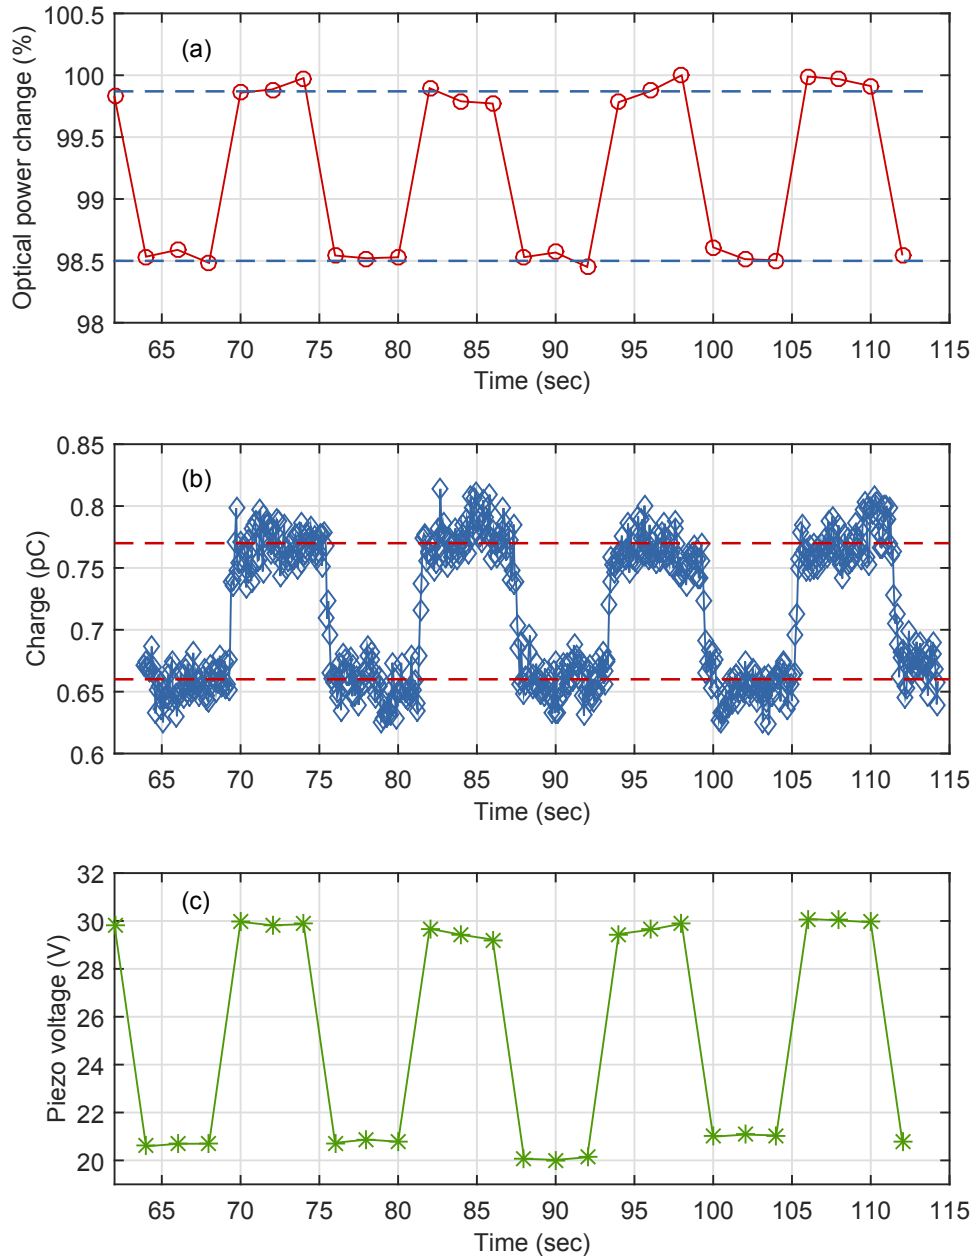 (a)
Optical power change (%)
100.5
100
99.5
99
98.5
98
65 70 75 80 85 90 95 100 105 110 115
Time (sec)
(b)
Charge (pC)
0.85
0.8
0.75
0.7
0.65
0.6
65 70 75 80 85 90 95 100 105 110 115
Time (sec)
(c)
Piezo voltage (V)
32
30
28
26
24
22
20
65 70 75 80 85 90 95 100 105 110 115
Time (sec)